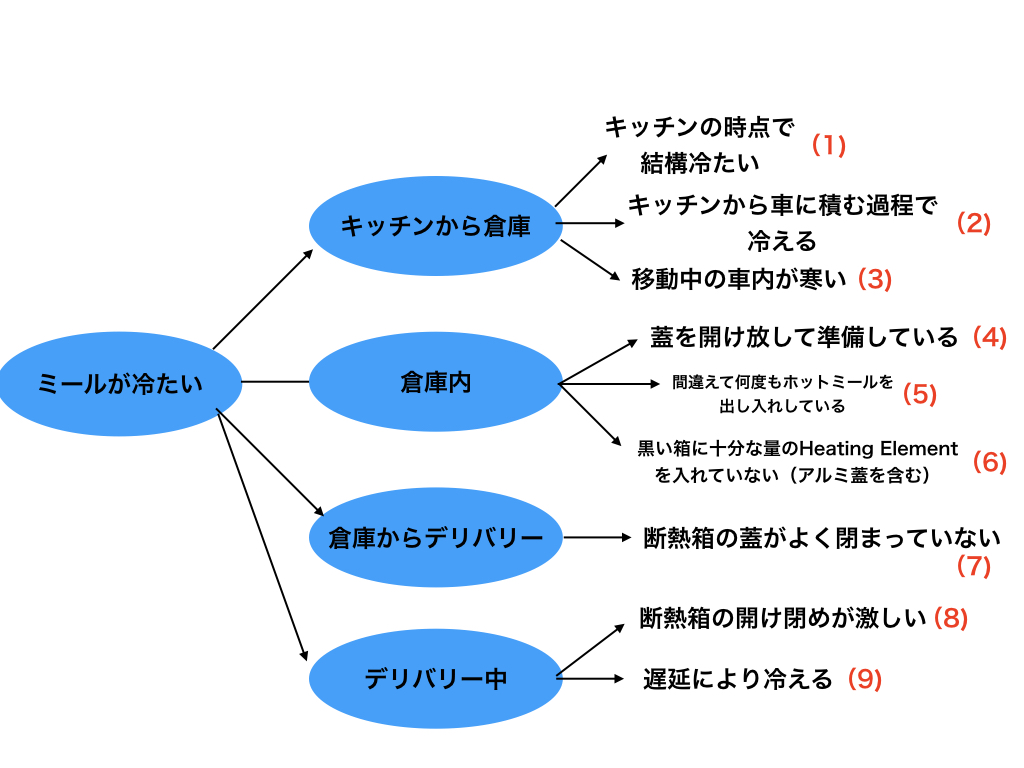 ミールが冷たい
キッチンから倉庫
キッチンの時点で
結構冷たい
(1)
キッチンから車に積む過程で
冷える
(2)
移動中の車内が寒い (3)
倉庫内
蓋を開け放して準備している (4)
間違えて何度もホットミールを
出し入れしている
(5)
黒い箱に十分な量のHeating Element
を入れていない（アルミ蓋を含む）
(6)
倉庫からデリバリー
断熱箱の蓋がよく閉まっていない
(7)
デリバリー中
断熱箱の開け閉めが激しい (8)
遅延により冷える (9)